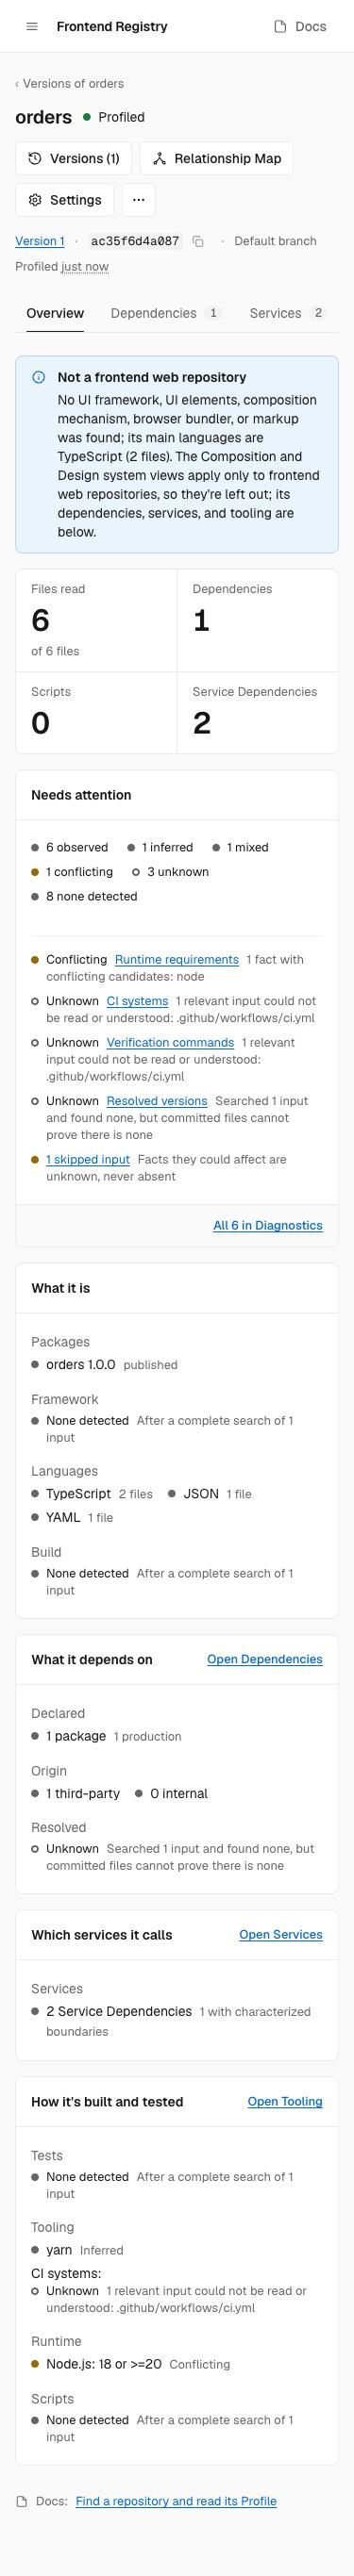 Frontend Registry
Docs
‹ Versions of orders
orders
Profiled
Versions (1)
Relationship Map
Settings
···
Version 1 · ac35f6d4a087 · Default branch
Profiled just now
Overview
Dependencies 1
Services 2
Not a frontend web repository
No UI framework, UI elements, composition
mechanism, browser bundler, or markup
was found; its main languages are
TypeScript (2 files). The Composition and
Design system views apply only to frontend
web repositories, so they're left out; its
dependencies, services, and tooling are
below.
Files read
6
of 6 files
Dependencies
1
Scripts
0
Service Dependencies
2
Needs attention
6 observed
1 inferred
1 mixed
1 conflicting
3 unknown
8 none detected
Conflicting Runtime requirements 1 fact with
conflicting candidates: node
Unknown CI systems 1 relevant input could not
be read or understood: .github/workflows/ci.yml
Unknown Verification commands 1 relevant
input could not be read or understood:
.github/workflows/ci.yml
Unknown Resolved versions Searched 1 input
and found none, but committed files cannot
prove there is none
1 skipped input Facts they could affect are
unknown, never absent
All 6 in Diagnostics
What it is
Packages
orders 1.0.0 published
Framework
None detected After a complete search of 1
input
Languages
TypeScript 2 files
JSON 1 file
YAML 1 file
Build
None detected After a complete search of 1
input
What it depends on
Open Dependencies
Declared
1 package 1 production
Origin
1 third-party
0 internal
Resolved
Unknown Searched 1 input and found none, but
committed files cannot prove there is none
Which services it calls
Open Services
Services
2 Service Dependencies 1 with characterized
boundaries
How it's built and tested
Open Tooling
Tests
None detected After a complete search of 1
input
Tooling
yarn Inferred
CI systems:
Unknown 1 relevant input could not be read or
understood: .github/workflows/ci.yml
Runtime
Node.js: 18 or >=20 Conflicting
Scripts
None detected After a complete search of 1
input
Docs: Find a repository and read its Profile